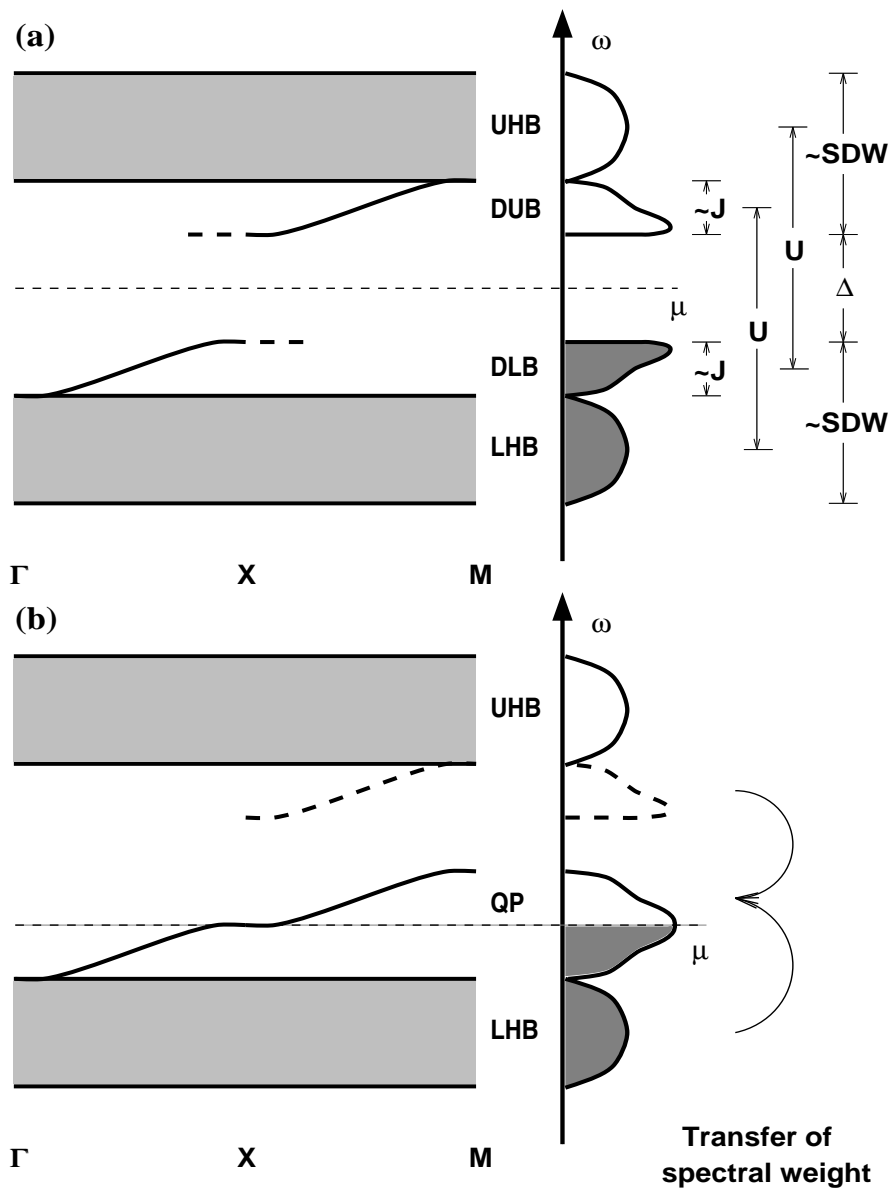 (a)
ω
UHB
~SDW
DUB
~J
U
μ
Δ
U
DLB
~J
~SDW
LHB
Γ X M
(b)
ω
UHB
QP
μ
LHB
Γ X M
Transfer of
spectral weight